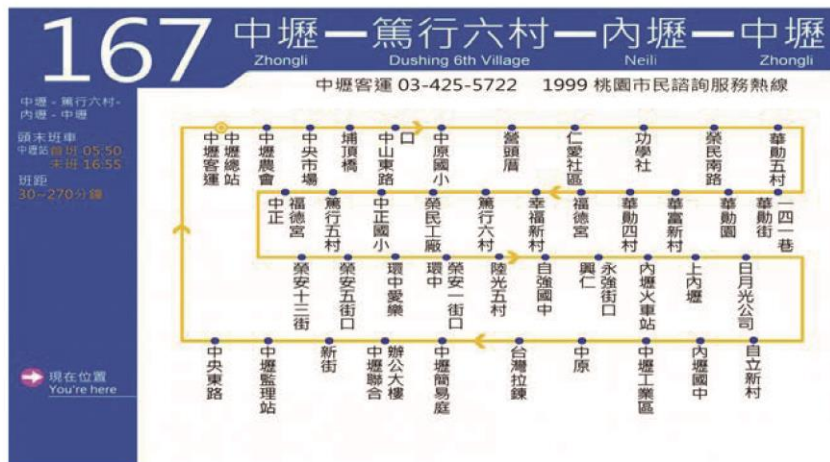 167
中壢－篤行六村－內壢－中壢
Zhongli Dushing 6th Village Neili Zhongli
中壢客運 03-425-5722 1999 桃園市民諮詢服務熱線
中壢 - 篤行六村-
內壢 - 中壢
頭末班車
中壢站 首班 05:50
末班 16:55
班距
30~270分鐘
現在位置
You're here
中壢客運
中壢總站
中壢農會
中央市場
埔頂橋
中山東路
口
中原國小
營頭厝
仁愛社區
功學社
榮民南路
華勛五村
中正
福德宮
篤行五村
中正國小
榮民工廠
篤行六村
幸福新村
福德宮
華勛四村
華富新村
華勛園
華勛街
一四一巷
榮安十三街
榮安五街口
環中愛樂
環中
榮安一街口
陸光五村
自強國中
興仁
永強街口
內壢火車站
上內壢
日月光公司
中央東路
中壢監理站
新街
中壢聯合
辦公大樓
中壢簡易庭
台灣拉鍊
中原
中壢工業區
內壢國中
自立新村